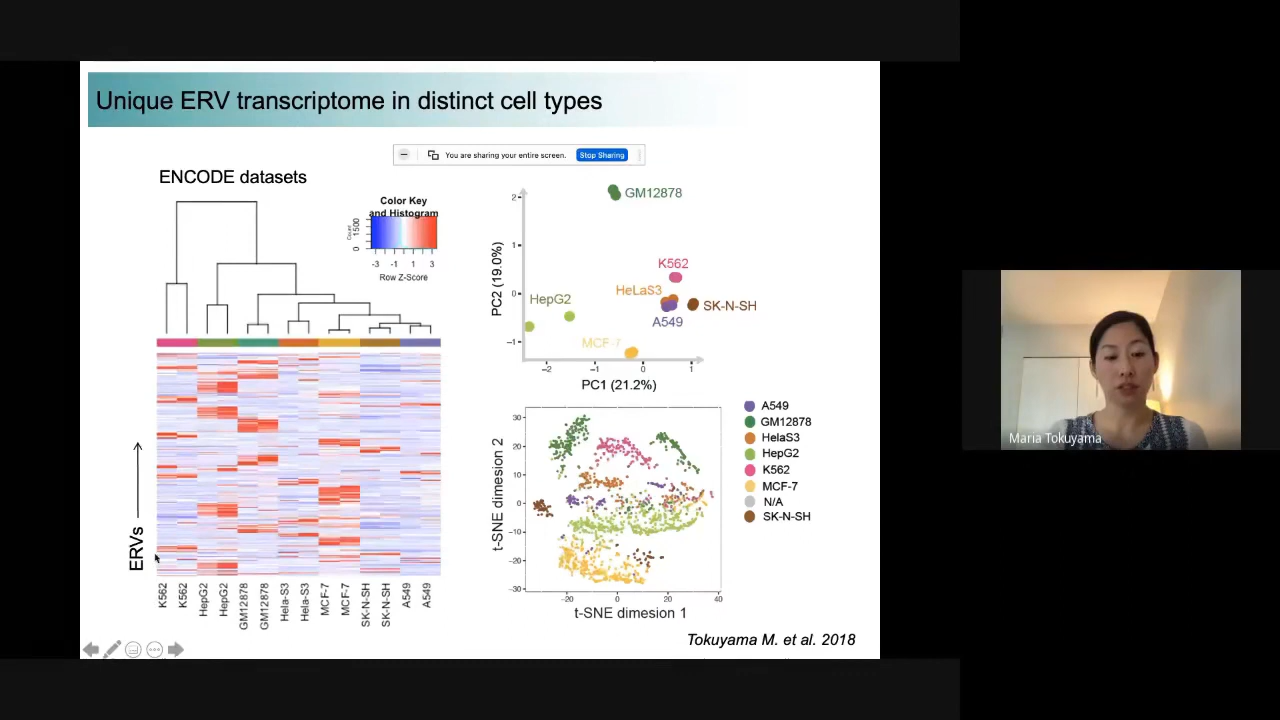 Unique ERV transcriptome in distinct cell types
You are sharing your entire screen. Stop Sharing
ENCODE datasets
Color Key
and Histogram
Count
0 1500
-3 -1 1 3
Row Z-Score
ERVs
K562 K562 HepG2 HepG2 GM12878 GM12878 Hela-S3 Hela-S3 MCF-7 MCF-7 SK-N-SH SK-N-SH A549 A549
PC2 (19.0%)
2
1
0
−1
GM12878
K562
HeLaS3
HepG2
SK-N-SH
A549
MCF-7
−2 −1 0 1
PC1 (21.2%)
t-SNE dimesion 2
30
20
10
0
-10
-20
-30
-20 0 20 40
t-SNE dimesion 1
A549
GM12878
HelaS3
HepG2
K562
MCF-7
N/A
SK-N-SH
Tokuyama M. et al. 2018
Maria Tokuyama